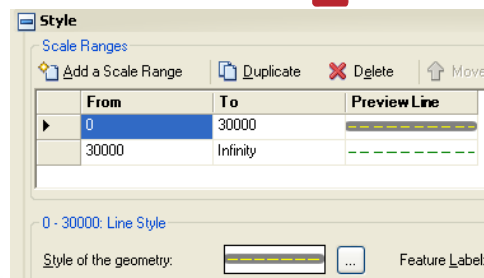 Style
Scale Ranges
Add a Scale Range Duplicate Delete Move
From To Preview Line
0 30000
30000 Infinity
0 - 30000: Line Style
Style of the geometry: ... Feature Label: